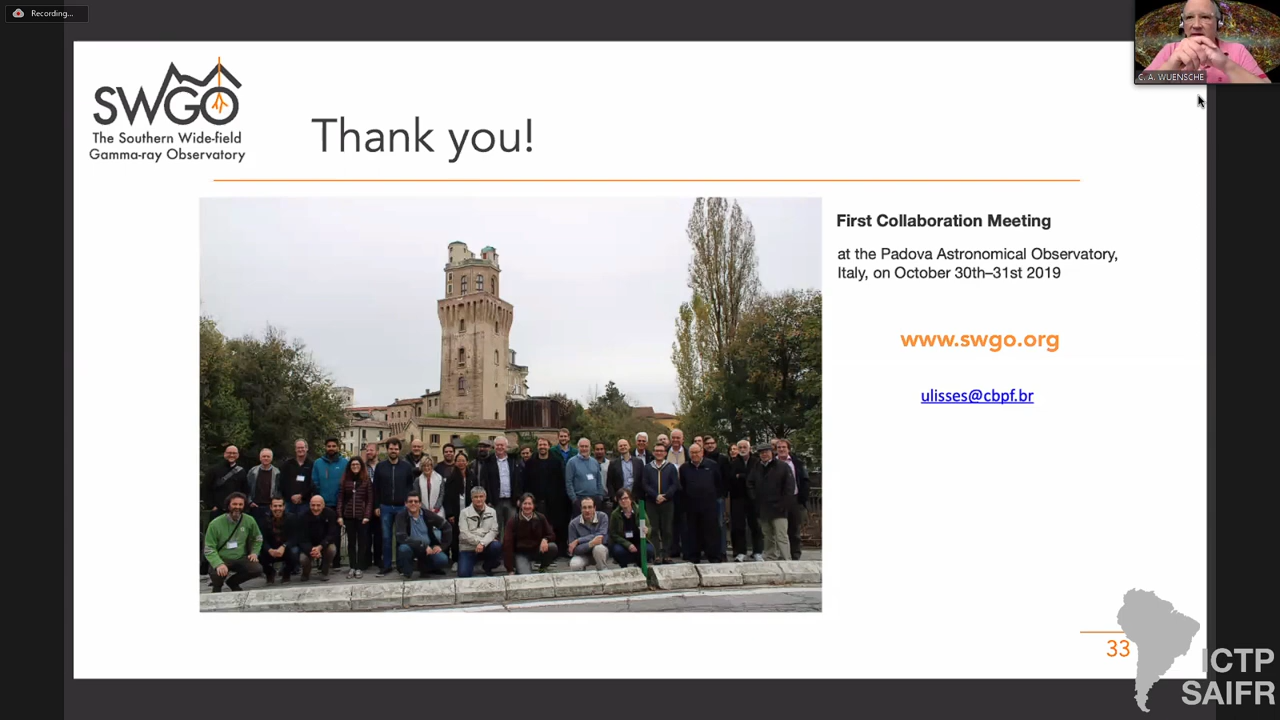 Recording...
C. A. WUENSCHE
SWGO
The Southern Wide-field
Gamma-ray Observatory
Thank you!
First Collaboration Meeting
at the Padova Astronomical Observatory,
Italy, on October 30th–31st 2019
www.swgo.org
ulisses@cbpf.br
33
ICTP
SAIFR